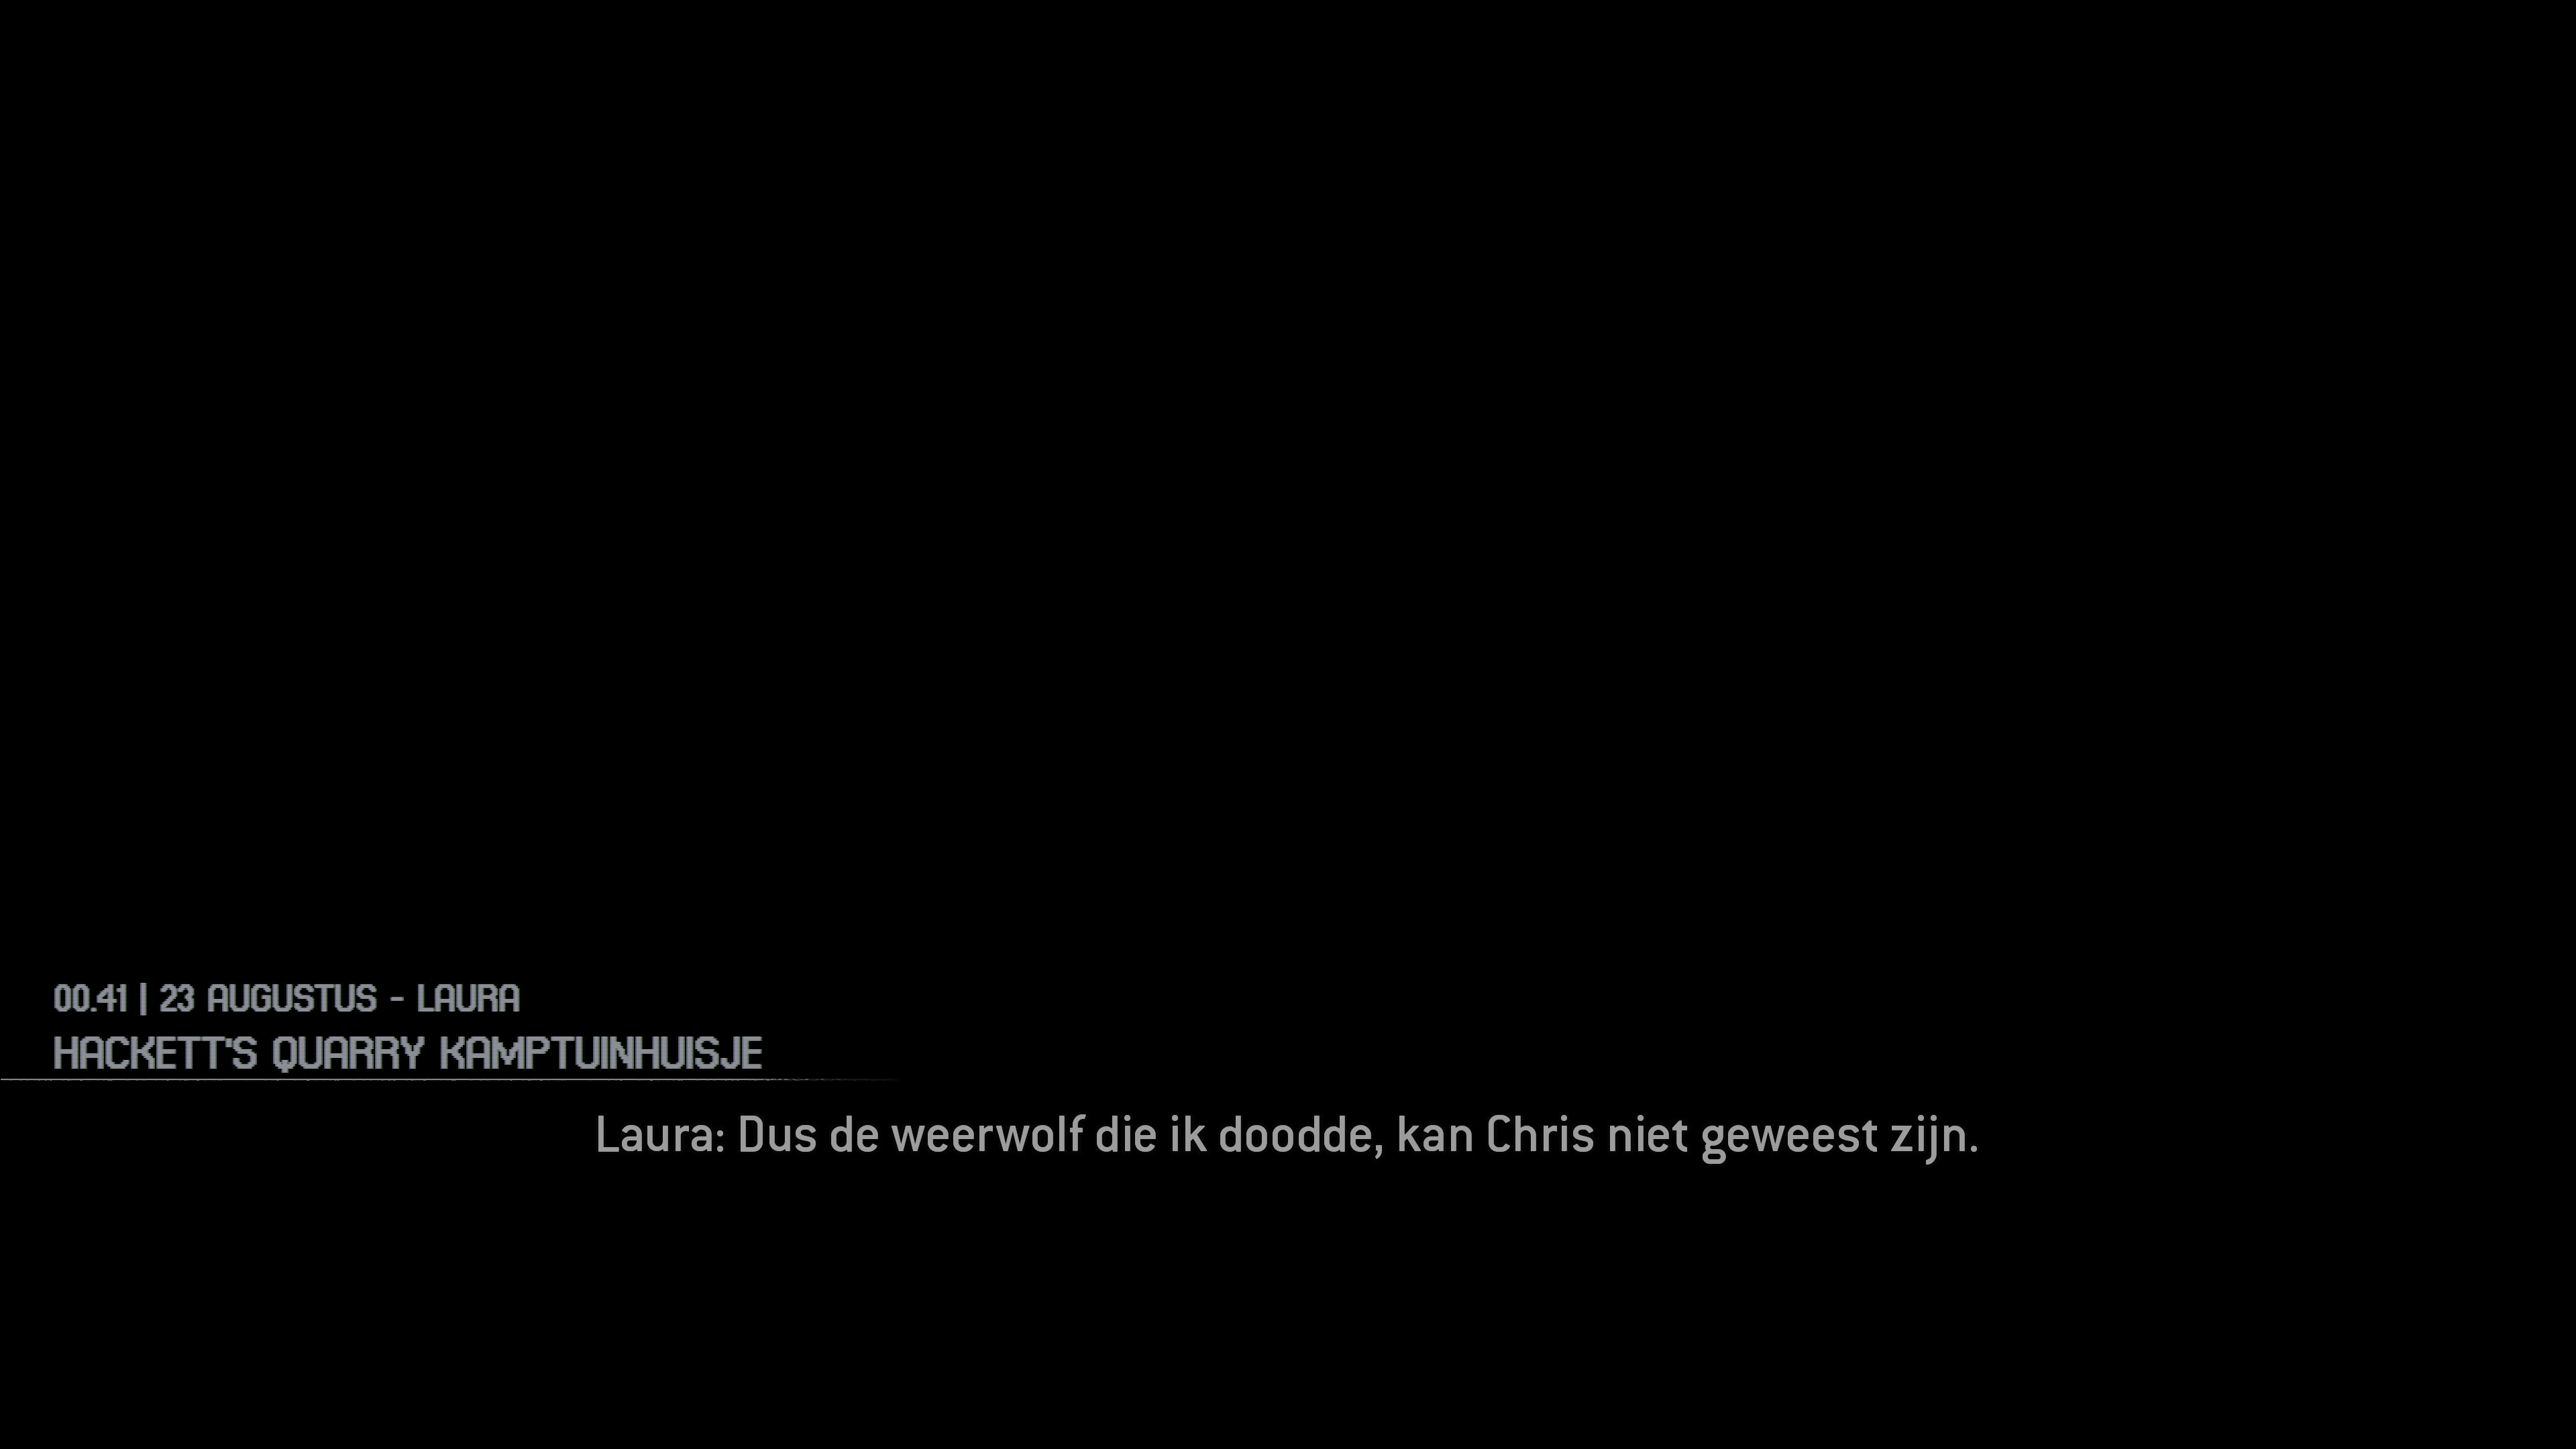 00.41 | 23 AUGUSTUS - LAURA
HACKETT'S QUARRY KAMPTUINHUISJE
Laura: Dus de weerwolf die ik doodde, kan Chris niet geweest zijn.